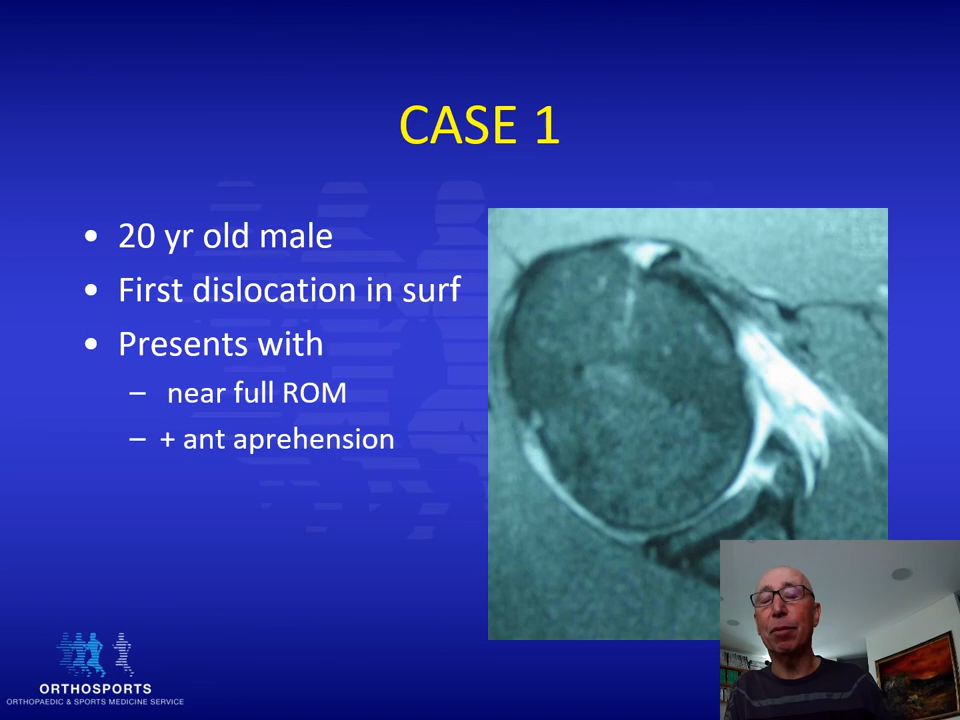 CASE 1
• 20 yr old male
• First dislocation in surf
• Presents with
– near full ROM
– + ant aprehension
ORTHOSPORTS
ORTHOPAEDIC & SPORTS MEDICINE SERVICE